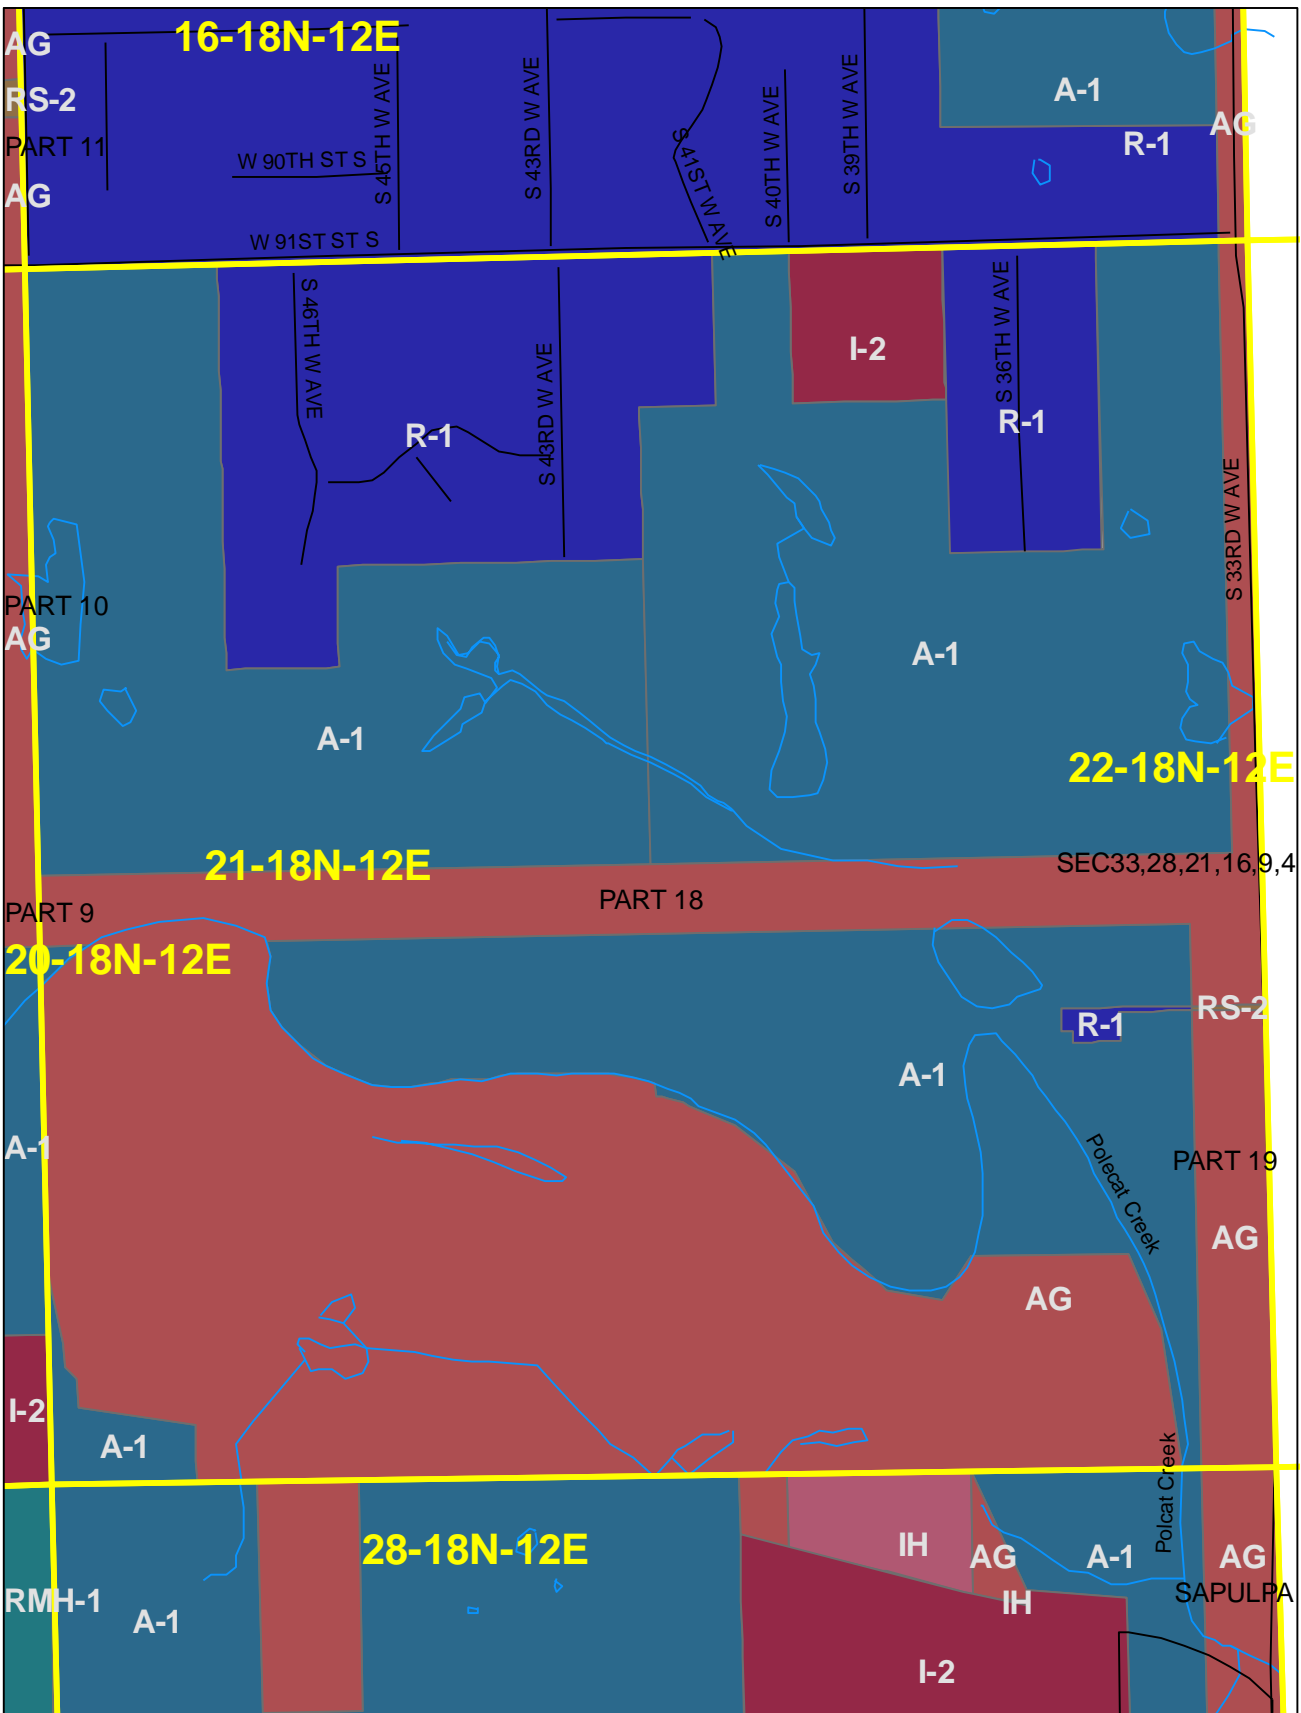 AG
16-18N-12E
RS-2
A-1
PART 11
W 90TH ST S
S 45TH W AVE
S 43RD W AVE
S 41ST W AVE
S 40TH W AVE
S 39TH W AVE
R-1
AG
AG
W 91ST ST S
S 46TH W AVE
S 43RD W AVE
I-2
S 36TH W AVE
R-1
R-1
S 33RD W AVE
PART 10
AG
A-1
A-1
22-18N-12E
21-18N-12E
SEC33,28,21,16,9,4
PART 18
PART 9
20-18N-12E
RS-2
R-1
A-1
A-1
Polecat Creek
PART 19
AG
AG
I-2
A-1
Polcat Creek
28-18N-12E
IH
AG
A-1
AG
RMH-1
A-1
IH
SAPULPA
I-2